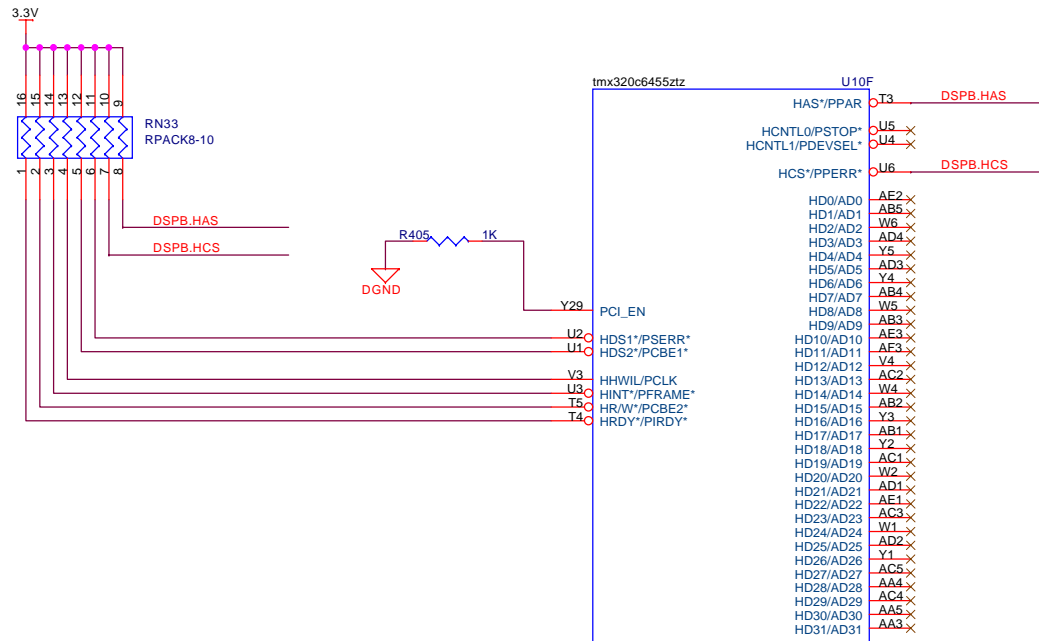 3.3V
16 15 14 13 12 11 10 9
RN33
RPACK8-10
1 2 3 4 5 6 7 8
DSPB.HAS
DSPB.HCS
R405 1K
DGND
tmx320c6455ztz U10F
Y29 PCI_EN
U2 HDS1*/PSERR*
U1 HDS2*/PCBE1*
V3 HHWIL/PCLK
U3 HINT*/PFRAME*
T5 HR/W*/PCBE2*
T4 HRDY*/PIRDY*
HAS*/PPAR T3 DSPB.HAS
HCNTL0/PSTOP* U5
HCNTL1/PDEVSEL* U4
HCS*/PPERR* U6 DSPB.HCS
HD0/AD0 AE2
HD1/AD1 AB5
HD2/AD2 W6
HD3/AD3 AD4
HD4/AD4 Y5
HD5/AD5 AD3
HD6/AD6 Y4
HD7/AD7 AB4
HD8/AD8 W5
HD9/AD9 AB3
HD10/AD10 AE3
HD11/AD11 AF3
HD12/AD12 V4
HD13/AD13 AC2
HD14/AD14 W4
HD15/AD15 AB2
HD16/AD16 Y3
HD17/AD17 AB1
HD18/AD18 Y2
HD19/AD19 AC1
HD20/AD20 W2
HD21/AD21 AD1
HD22/AD22 AE1
HD23/AD23 AC3
HD24/AD24 W1
HD25/AD25 AD2
HD26/AD26 Y1
HD27/AD27 AC5
HD28/AD28 AA4
HD29/AD29 AC4
HD30/AD30 AA5
HD31/AD31 AA3